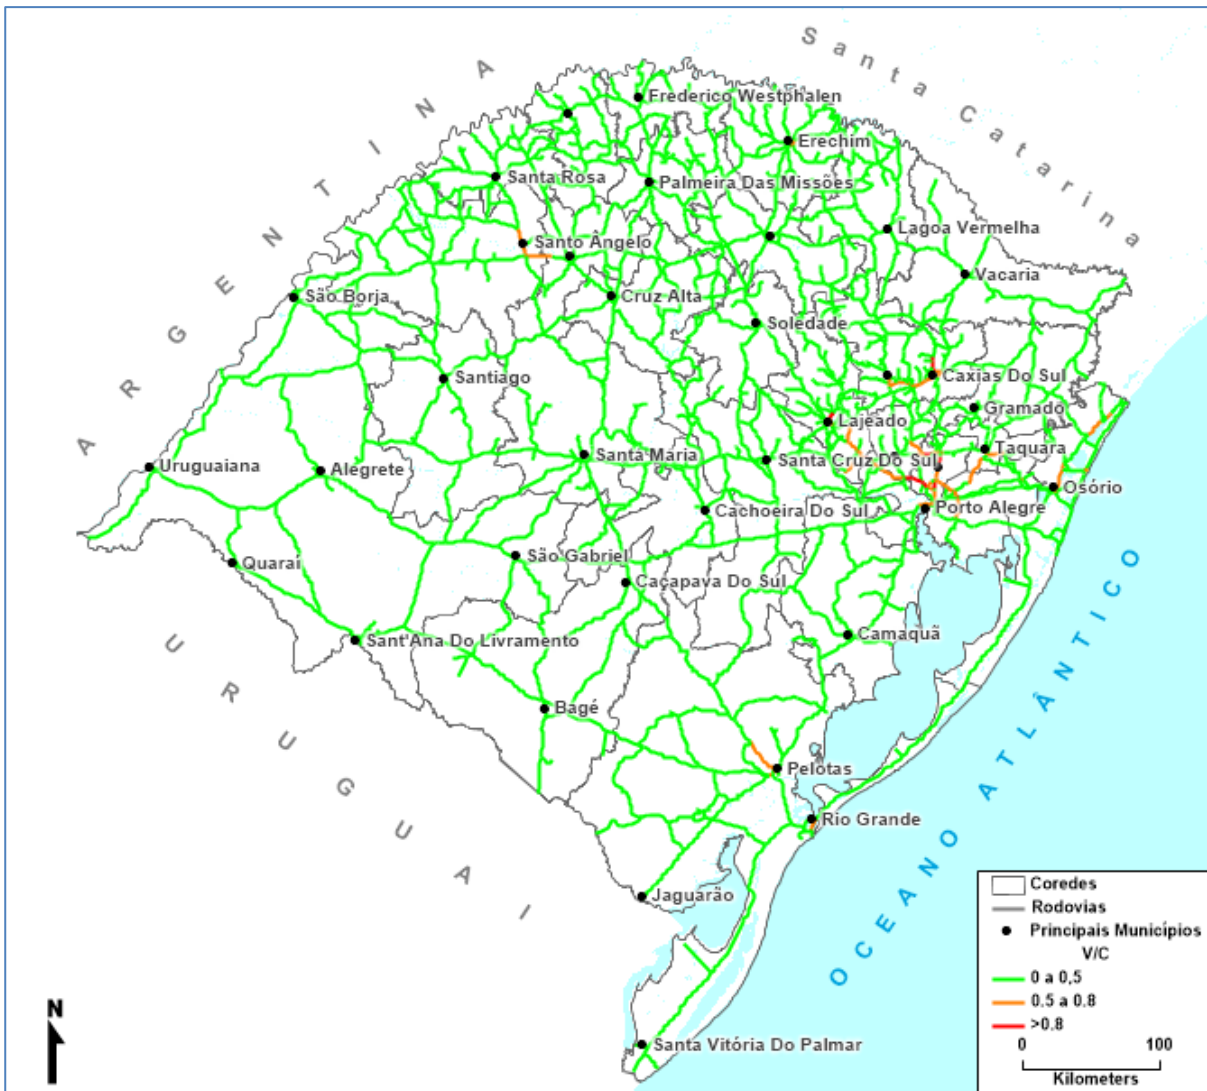 Santa Catarina
ARGENTINA
Frederico Westphalen
Erechim
Santa Rosa
Palmeira Das Missões
Lagoa Vermelha
Santo Ângelo
Vacaria
São Borja
Cruz Alta
Soledade
Santiago
Caxias Do Sul
Gramado
Lajeado
Taquara
Santa Maria
Santa Cruz Do Sul
Uruguaiana
Alegrete
Osório
Cachoeira Do Sul
Porto Alegre
São Gabriel
Quaraí
Caçapava Do Sul
Camaquã
Sant'Ana Do Livramento
URUGUAI
OCEANO ATLÂNTICO
Bagé
Pelotas
Rio Grande
Jaguarão
Santa Vitória Do Palmar
N
Coredes
Rodovias
Principais Municípios
V/C
0 a 0,5
0.5 a 0.8
>0.8
0 100
Kilometers